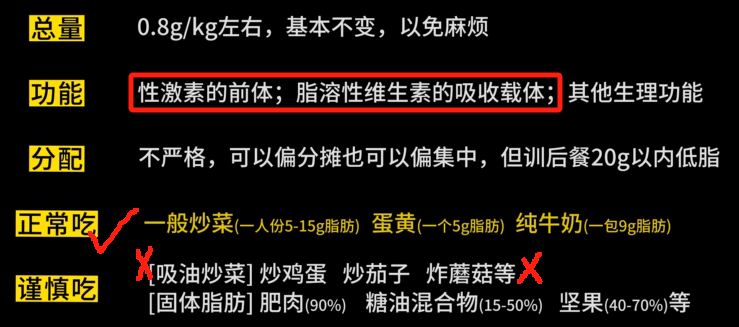 总量 0.8g/kg左右，基本不变，以免麻烦
功能 性激素的前体；脂溶性维生素的吸收载体；其他生理功能
分配 不严格，可以偏分摊也可以偏集中，但训后餐20g以内低脂
正常吃 一般炒菜(一人份5-15g脂肪) 蛋黄(一个5g脂肪) 纯牛奶(一包9g脂肪)
谨慎吃 [吸油炒菜] 炒鸡蛋 炒茄子 炸蘑菇等
[固体脂肪] 肥肉(90%) 糖油混合物(15-50%) 坚果(40-70%)等